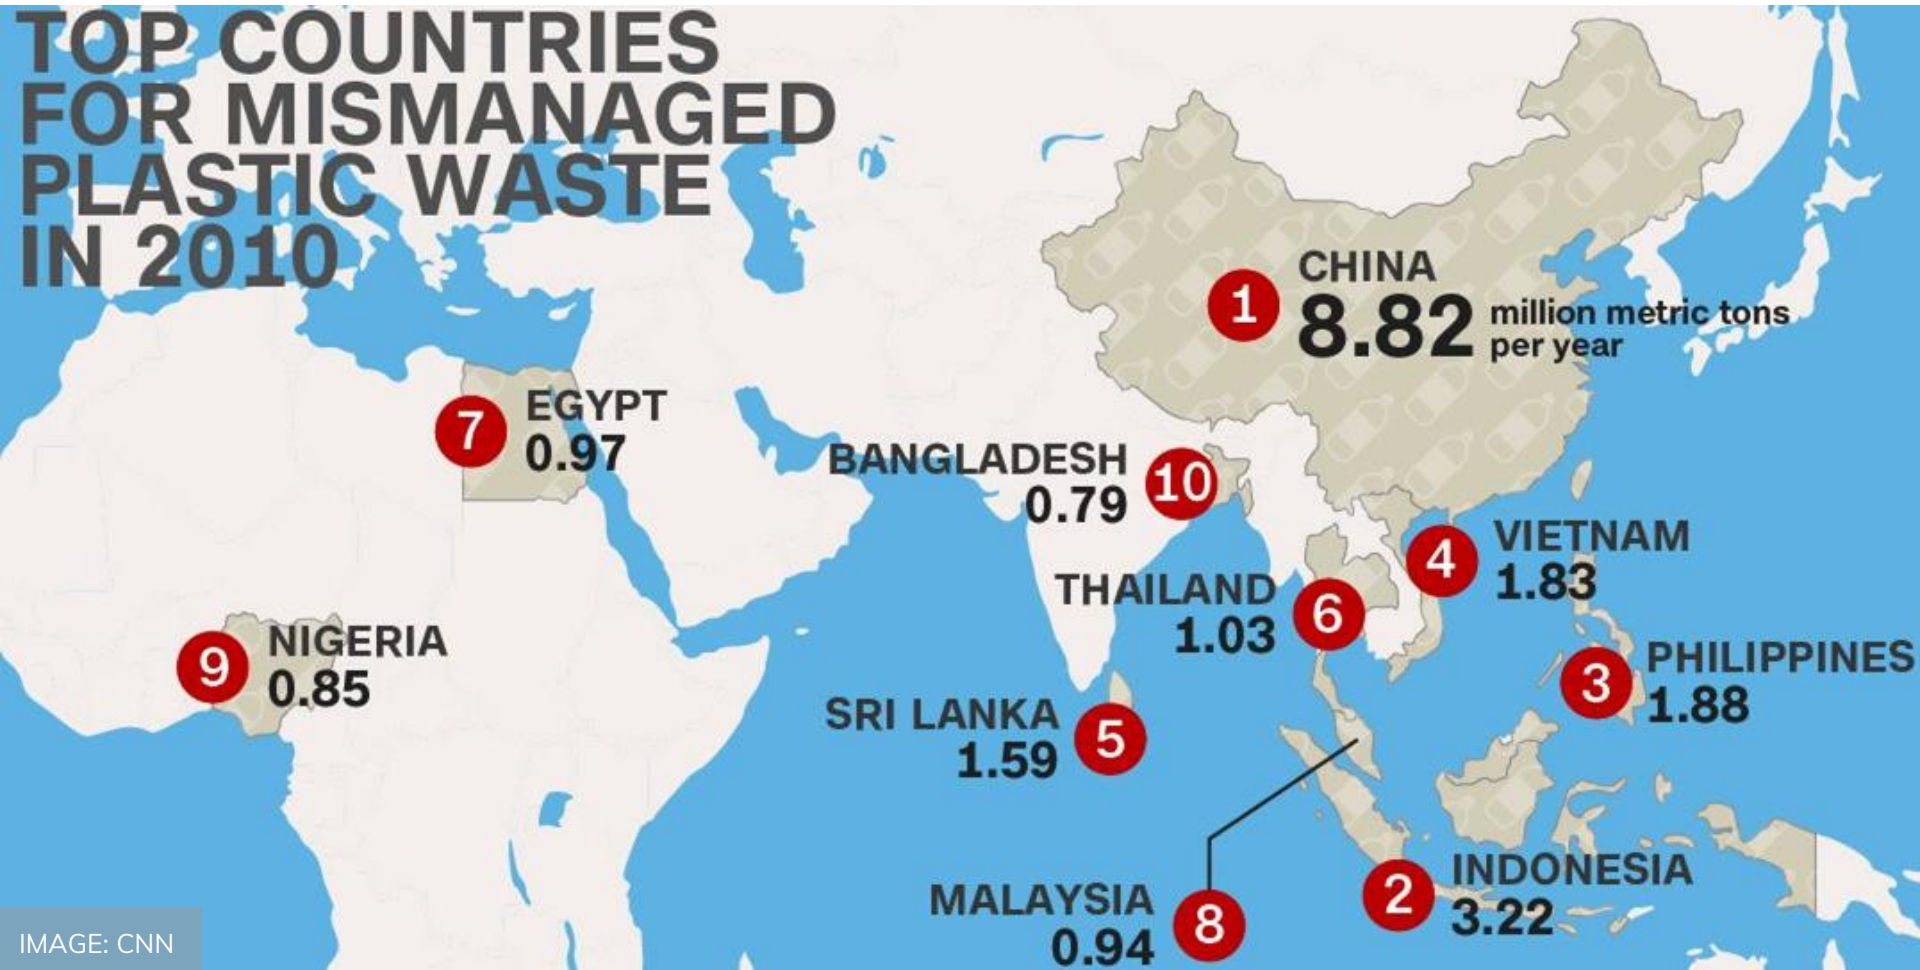 TOP COUNTRIES
FOR MISMANAGED
PLASTIC WASTE
IN 2010
1
CHINA
8.82 million metric tons
per year
7
EGYPT
0.97
BANGLADESH
0.79
10
4
VIETNAM
1.83
THAILAND
1.03
6
9
NIGERIA
0.85
3
PHILIPPINES
1.88
SRI LANKA
1.59
5
2
INDONESIA
3.22
MALAYSIA
0.94
8
IMAGE: CNN